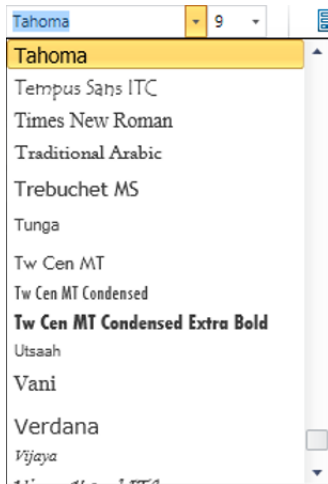 Tahoma 9
Tahoma
Tempus Sans ITC
Times New Roman
Traditional Arabic
Trebuchet MS
Tunga
Tw Cen MT
Tw Cen MT Condensed
Tw Cen MT Condensed Extra Bold
Utsaah
Vani
Verdana
Vijaya